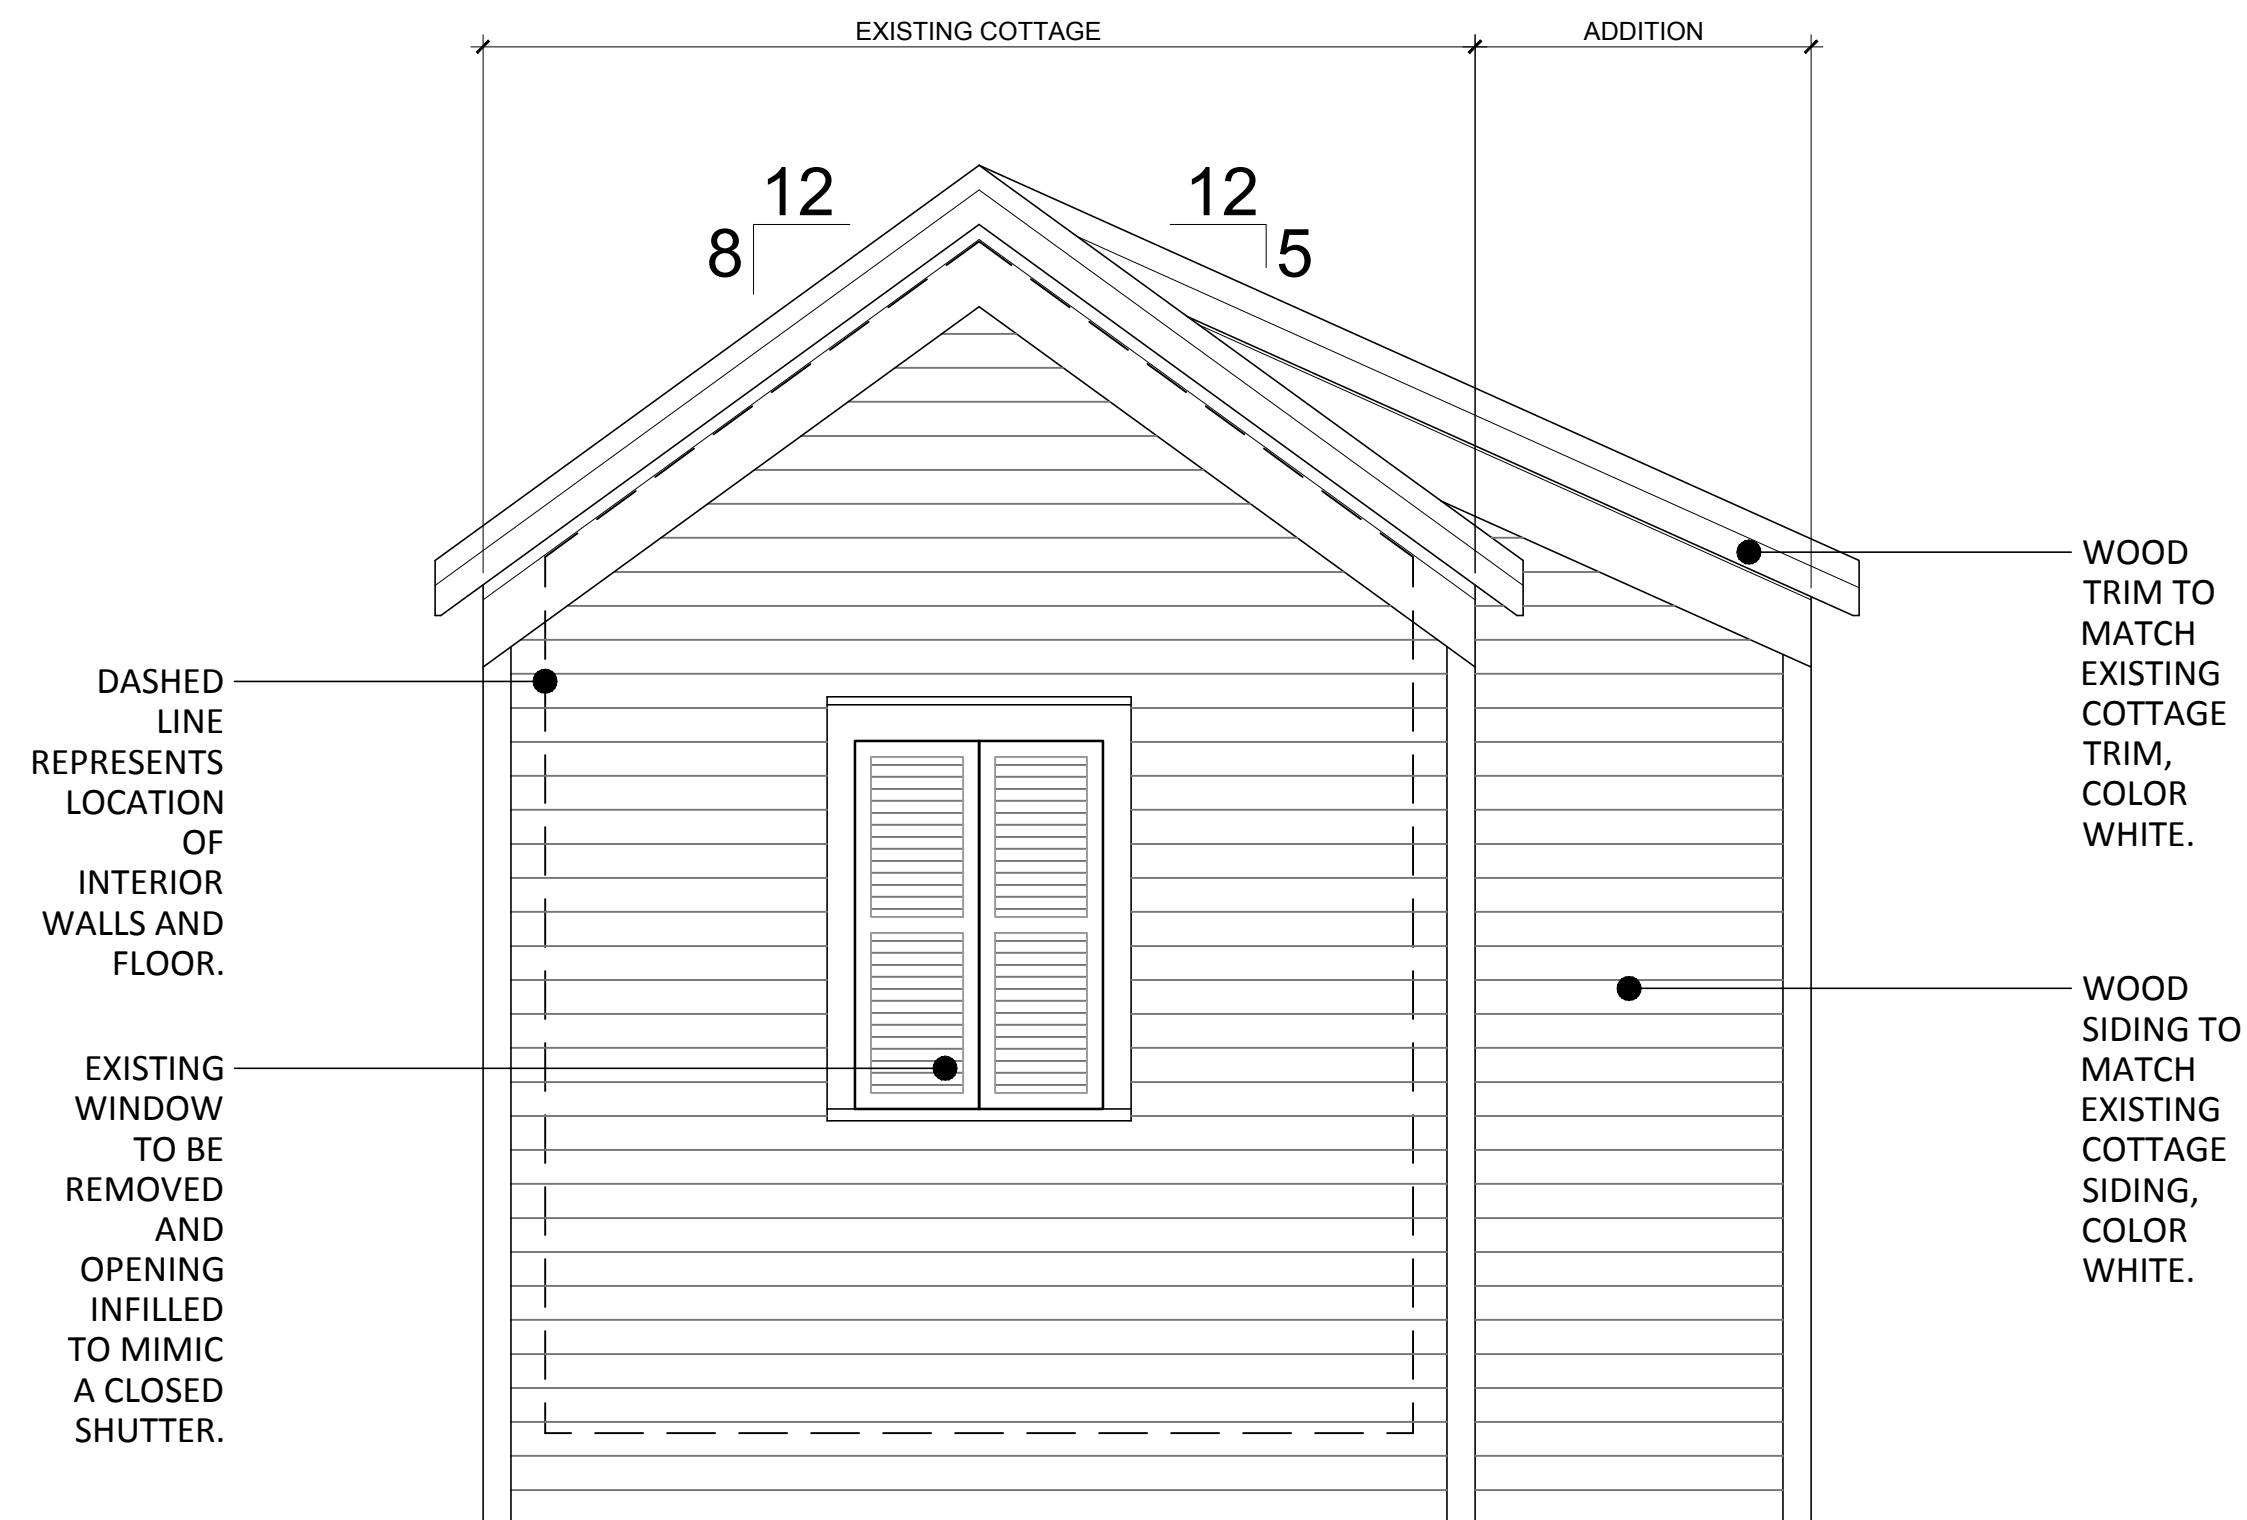 EXISTING COTTAGE
ADDITION
12
8
12
5
DASHED
LINE
REPRESENTS
LOCATION
OF
INTERIOR
WALLS AND
FLOOR.
EXISTING
WINDOW
TO BE
REMOVED
AND
OPENING
INFILLED
TO MIMIC
A CLOSED
SHUTTER.
WOOD
TRIM TO
MATCH
EXISTING
COTTAGE
TRIM,
COLOR
WHITE.
WOOD
SIDING TO
MATCH
EXISTING
COTTAGE
SIDING,
COLOR
WHITE.